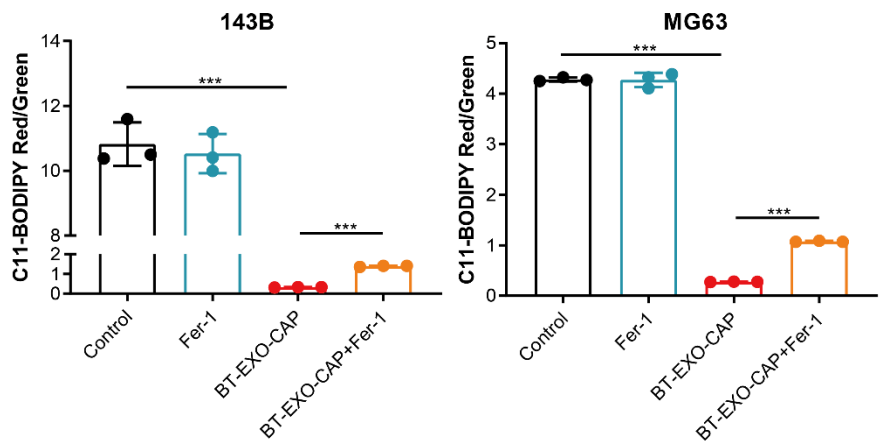 143B
C11-BODIPY Red/Green
14
12
10
8
2
1
0
***
***
Control
Fer-1
BT-EXO-CAP
BT-EXO-CAP+Fer-1
MG63
C11-BODIPY Red/Green
5
4
3
2
1
0
***
***
Control
Fer-1
BT-EXO-CAP
BT-EXO-CAP+Fer-1